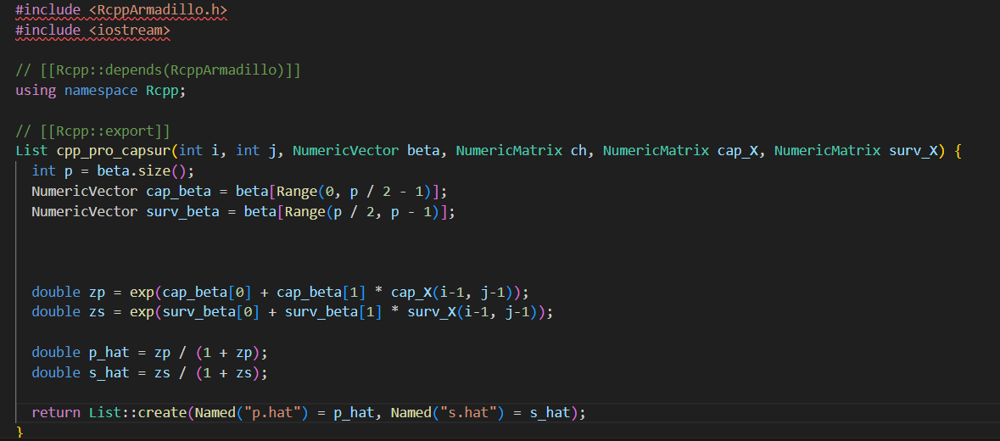 #include <RcppArmadillo.h>
#include <iostream>
// [[Rcpp::depends(RcppArmadillo)]]
using namespace Rcpp;
// [[Rcpp::export]]
List cpp_pro_capsur(int i, int j, NumericVector beta, NumericMatrix ch, NumericMatrix cap_X, NumericMatrix surv_X) {
int p = beta.size();
NumericVector cap_beta = beta[Range(0, p / 2 - 1)];
NumericVector surv_beta = beta[Range(p / 2, p - 1)];
double zp = exp(cap_beta[0] + cap_beta[1] * cap_X(i-1, j-1));
double zs = exp(surv_beta[0] + surv_beta[1] * surv_X(i-1, j-1));
double p_hat = zp / (1 + zp);
double s_hat = zs / (1 + zs);
return List::create(Named("p.hat") = p_hat, Named("s.hat") = s_hat);
}